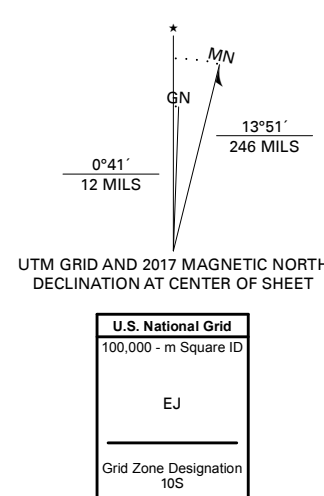 ★
MN
GN
13°51´
246 MILS
0°41´
12 MILS
UTM GRID AND 2017 MAGNETIC NORTH
DECLINATION AT CENTER OF SHEET
U.S. National Grid
100,000 - m Square ID
EJ
Grid Zone Designation
10S